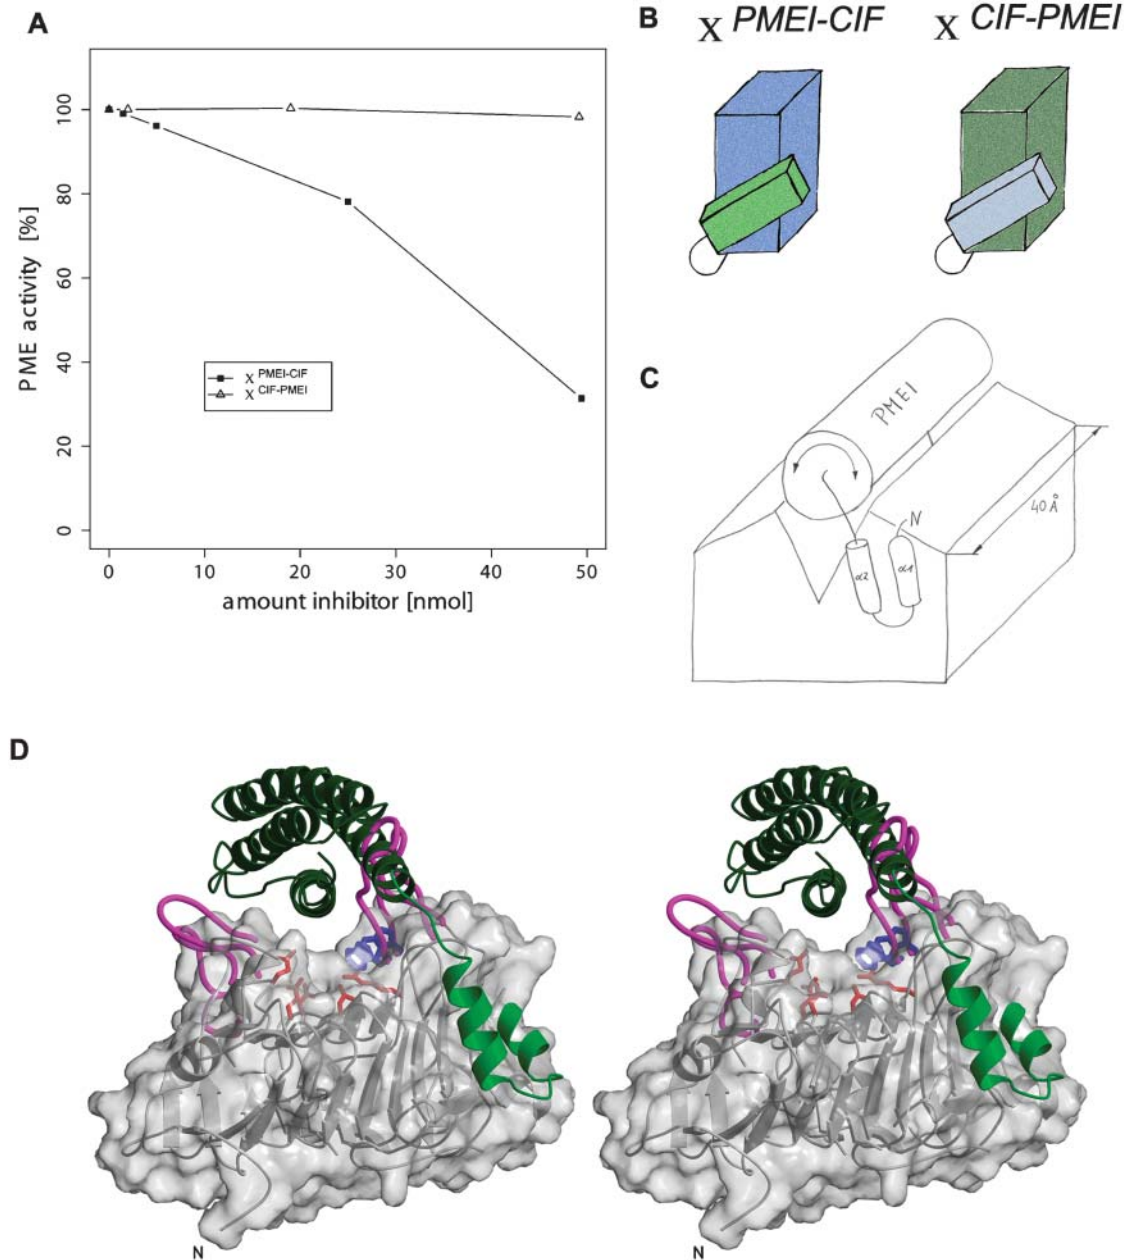 A
100
80
60
40
20
0
PME activity [%]
X PMEI-CIF
X CIF-PMEI
0 10 20 30 40 50
amount inhibitor [nmol]
B
X PMEI-CIF X CIF-PMEI
C
PMEI
N
α2 α1
40 Å
D
N N